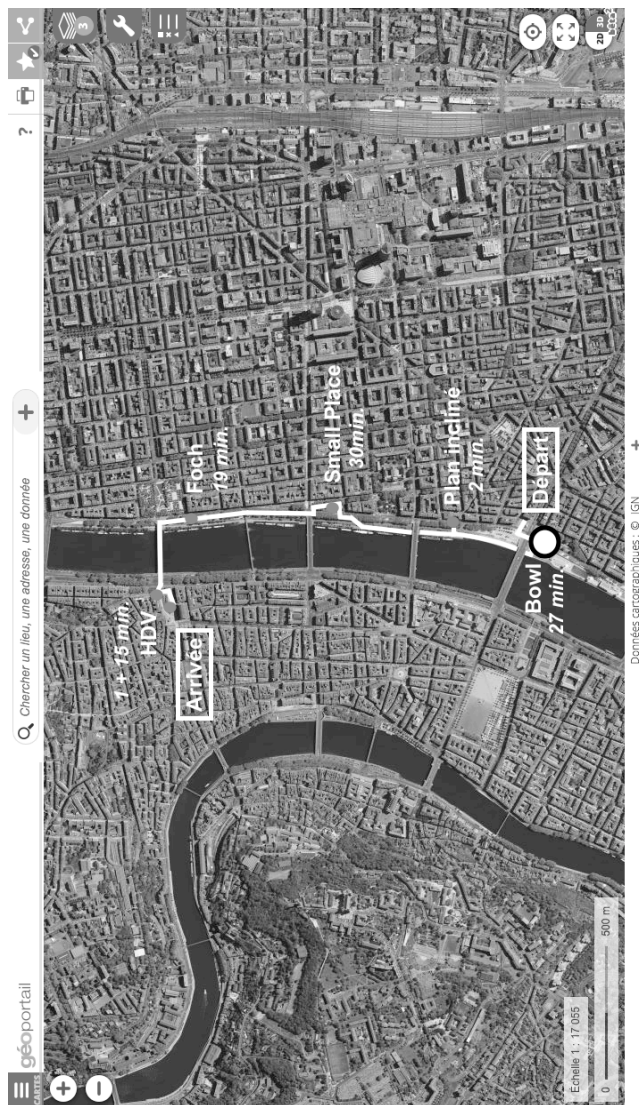 CARTES
géoportail
Chercher un lieu, une adresse, une donnée
+
?
3
+
−
1 + 15 min.
HDV
Arrivée
Foch
19 min.
Small Place
30min.
Plan incliné
2 min.
Départ
Bowl
27 min.
2D 3D
Echelle 1 : 17 055
0 500 m
Données cartographiques : © IGN +